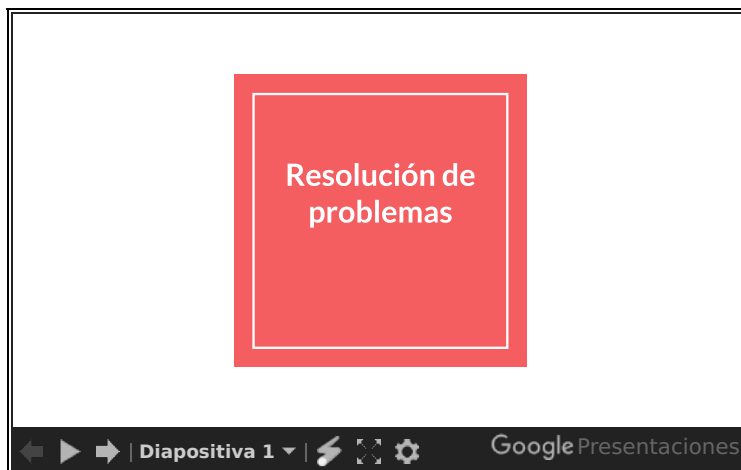 Resolución de
problemas
Diapositiva 1
Google Presentaciones